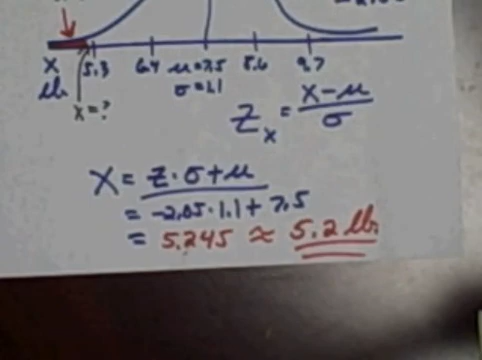 X 5.3 6.4 μ=7.5 8.6 9.7
lb. σ=1.1
x=?
Z_x = X-μ / σ
X = Z·σ+μ
= -2.05·1.1+7.5
= 5.245 ≈ 5.2 lb.